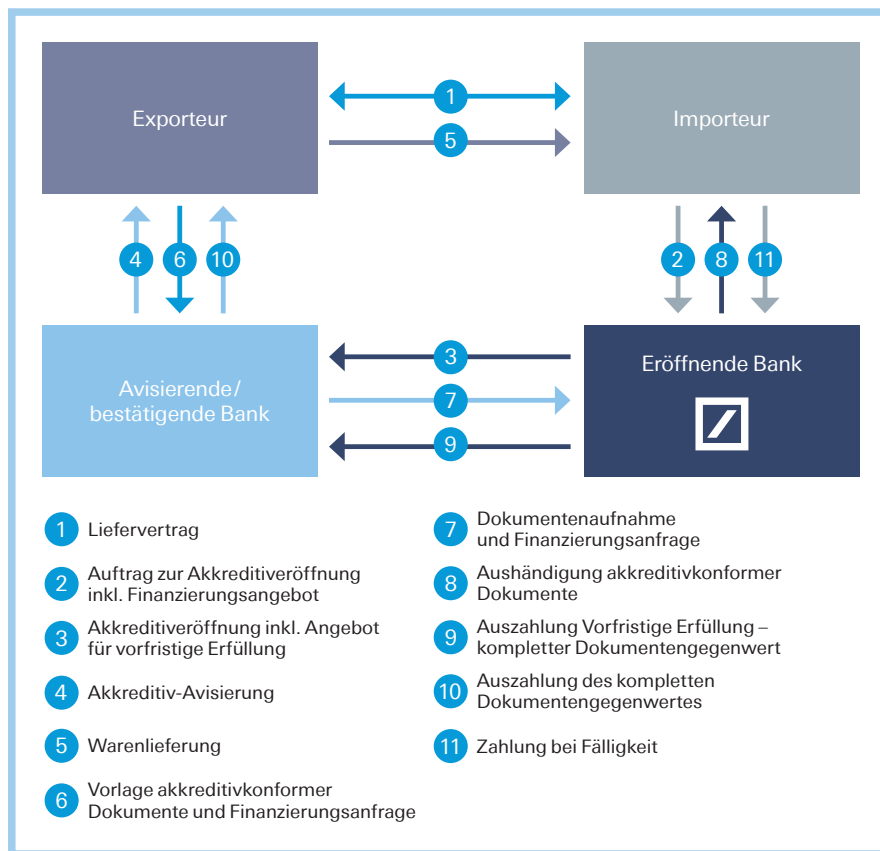 Exporteur
1
5
Importeur
4
6
10
2
8
11
Avisierende/
bestätigende Bank
3
7
9
Eröffnende Bank
1 Liefervertrag
2 Auftrag zur Akkreditiveröffnung
inkl. Finanzierungsangebot
3 Akkreditiveröffnung inkl. Angebot
für vorfristige Erfüllung
4 Akkreditiv-Avisierung
5 Warenlieferung
6 Vorlage akkreditivkonformer
Dokumente und Finanzierungsanfrage
7 Dokumentenaufnahme
und Finanzierungsanfrage
8 Aushändigung akkreditivkonformer
Dokumente
9 Auszahlung Vorfristige Erfüllung –
kompletter Dokumentengegenwert
10 Auszahlung des kompletten
Dokumentengegenwertes
11 Zahlung bei Fälligkeit